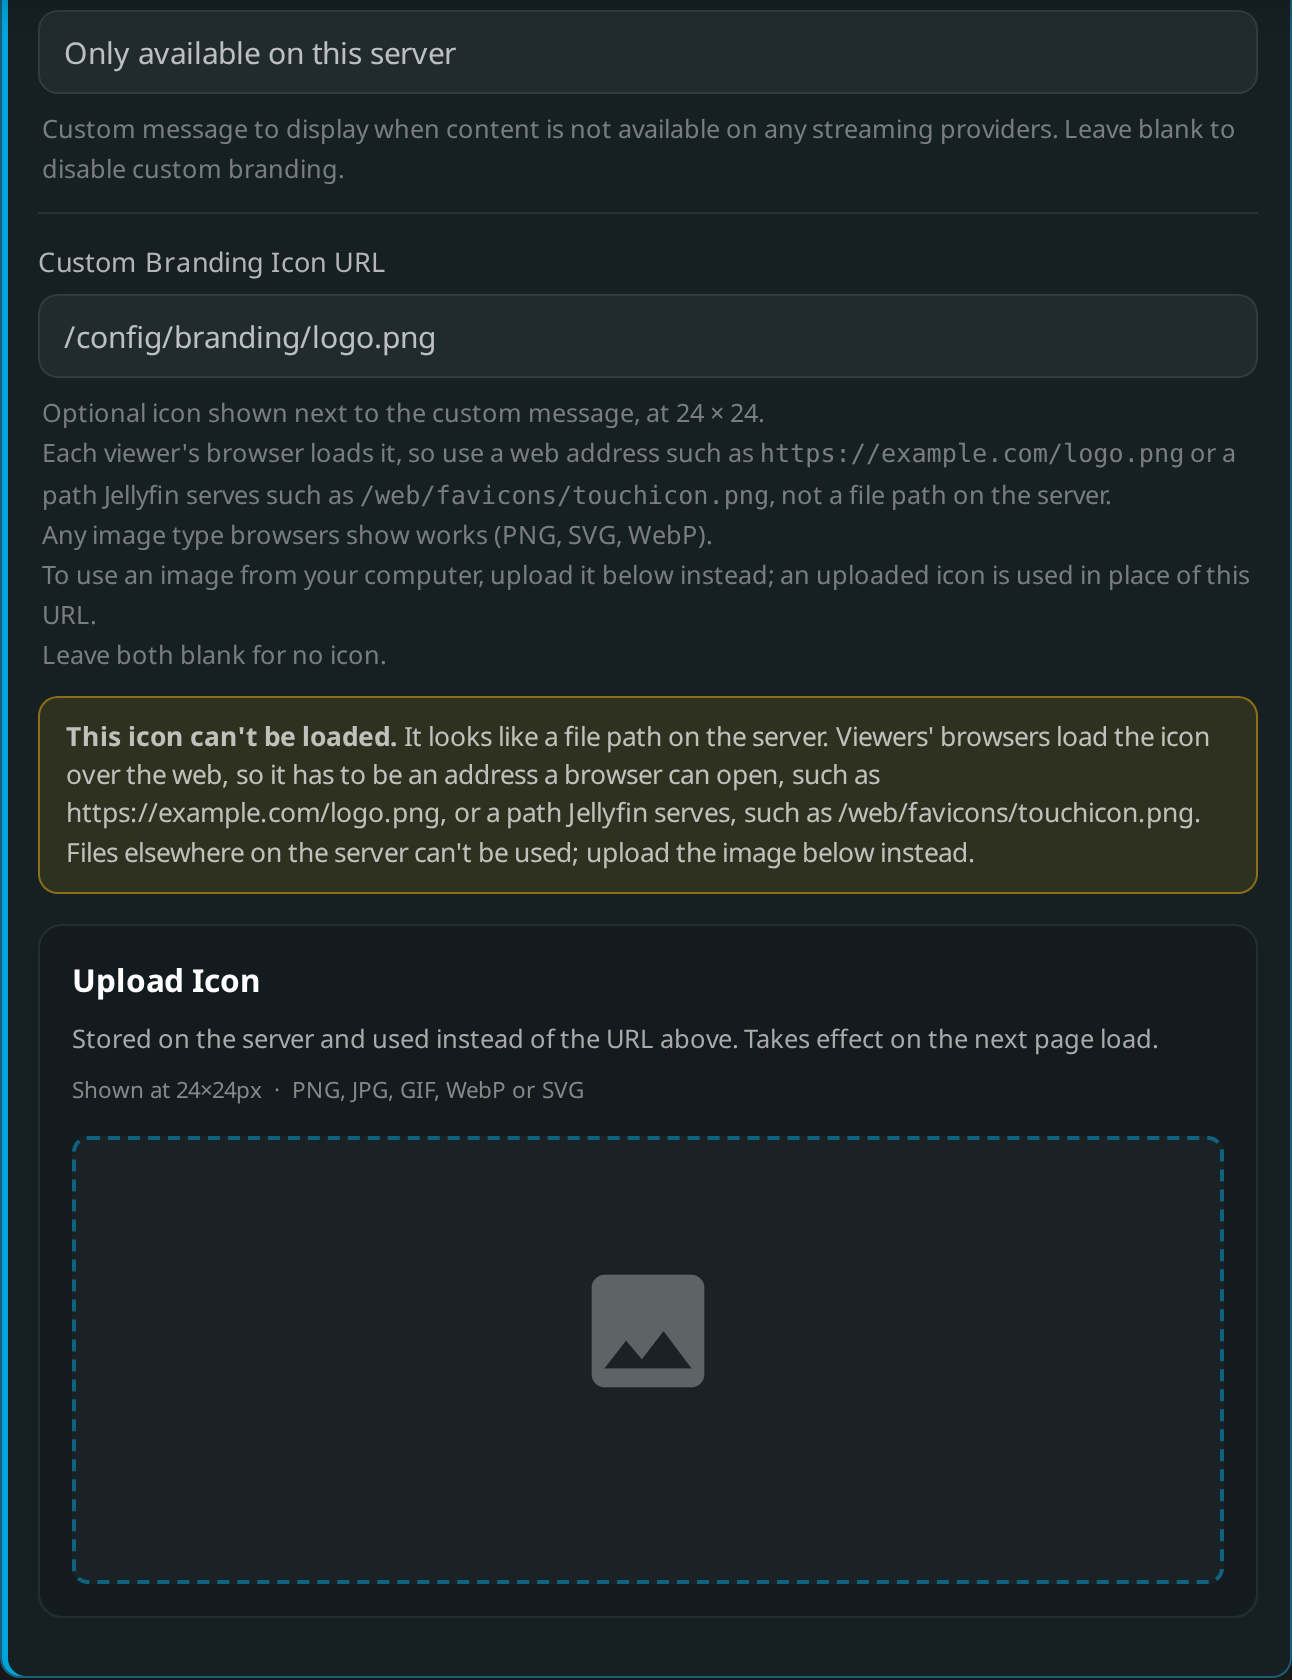 Only available on this server
Custom message to display when content is not available on any streaming providers. Leave blank to
disable custom branding.
Custom Branding Icon URL
/config/branding/logo.png
Optional icon shown next to the custom message, at 24 × 24.
Each viewer's browser loads it, so use a web address such as https://example.com/logo.png or a
path Jellyfin serves such as /web/favicons/touchicon.png, not a file path on the server.
Any image type browsers show works (PNG, SVG, WebP).
To use an image from your computer, upload it below instead; an uploaded icon is used in place of this
URL.
Leave both blank for no icon.
This icon can't be loaded. It looks like a file path on the server. Viewers' browsers load the icon
over the web, so it has to be an address a browser can open, such as
https://example.com/logo.png, or a path Jellyfin serves, such as /web/favicons/touchicon.png.
Files elsewhere on the server can't be used; upload the image below instead.
Upload Icon
Stored on the server and used instead of the URL above. Takes effect on the next page load.
Shown at 24×24px · PNG, JPG, GIF, WebP or SVG